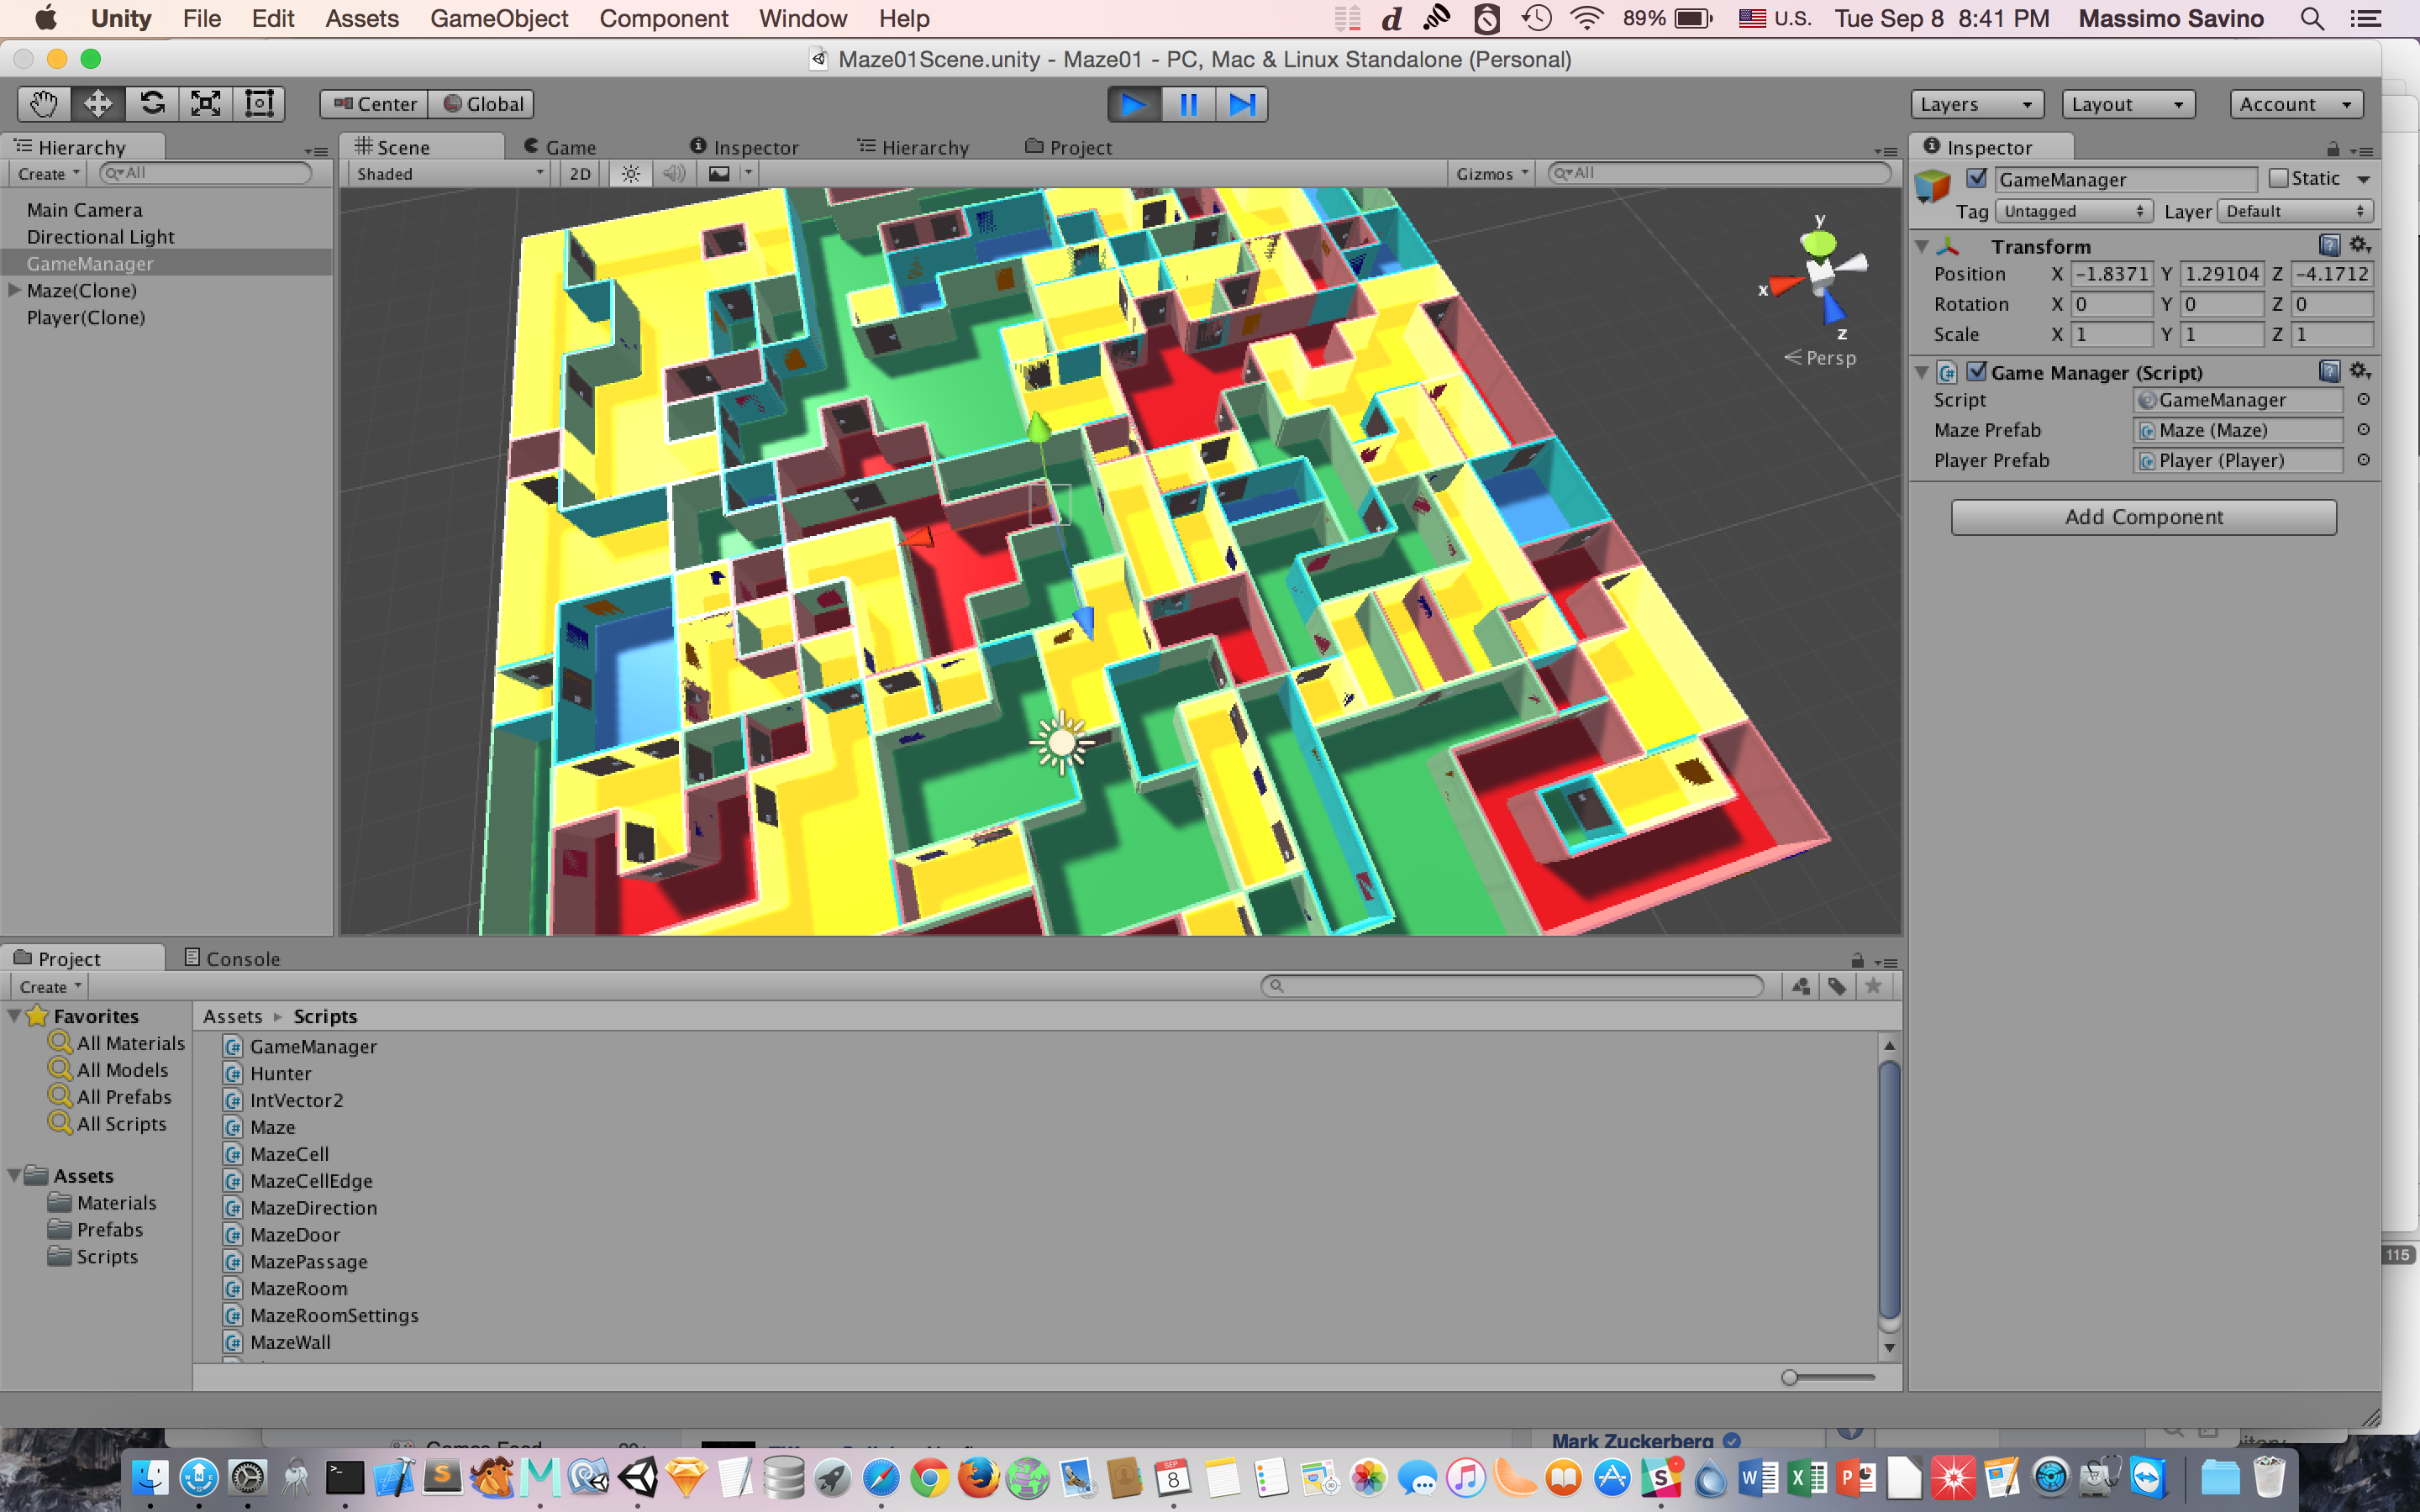 Unity File Edit Assets GameObject Component Window Help
d 89% U.S. Tue Sep 8 8:41 PM Massimo Savino
Maze01Scene.unity - Maze01 - PC, Mac & Linux Standalone (Personal)
Center Global Layers Layout Account
Hierarchy
Create All
Main Camera
Directional Light
GameManager
Maze(Clone)
Player(Clone)
Scene Game Inspector Hierarchy Project
Shaded 2D Gizmos All
y
x
z
Persp
Inspector
GameManager Static
Tag Untagged Layer Default
Transform
Position X -1.8371 Y 1.29104 Z -4.1712
Rotation X 0 Y 0 Z 0
Scale X 1 Y 1 Z 1
C# Game Manager (Script)
Script GameManager
Maze Prefab Maze (Maze)
Player Prefab Player (Player)
Add Component
Project Console
Create
Favorites
All Materials
All Models
All Prefabs
All Scripts
Assets
Materials
Prefabs
Scripts
Assets Scripts
C# GameManager
C# Hunter
C# IntVector2
C# Maze
C# MazeCell
C# MazeCellEdge
C# MazeDirection
C# MazeDoor
C# MazePassage
C# MazeRoom
C# MazeRoomSettings
C# MazeWall
115
Mark Zuckerberg
SEP
8